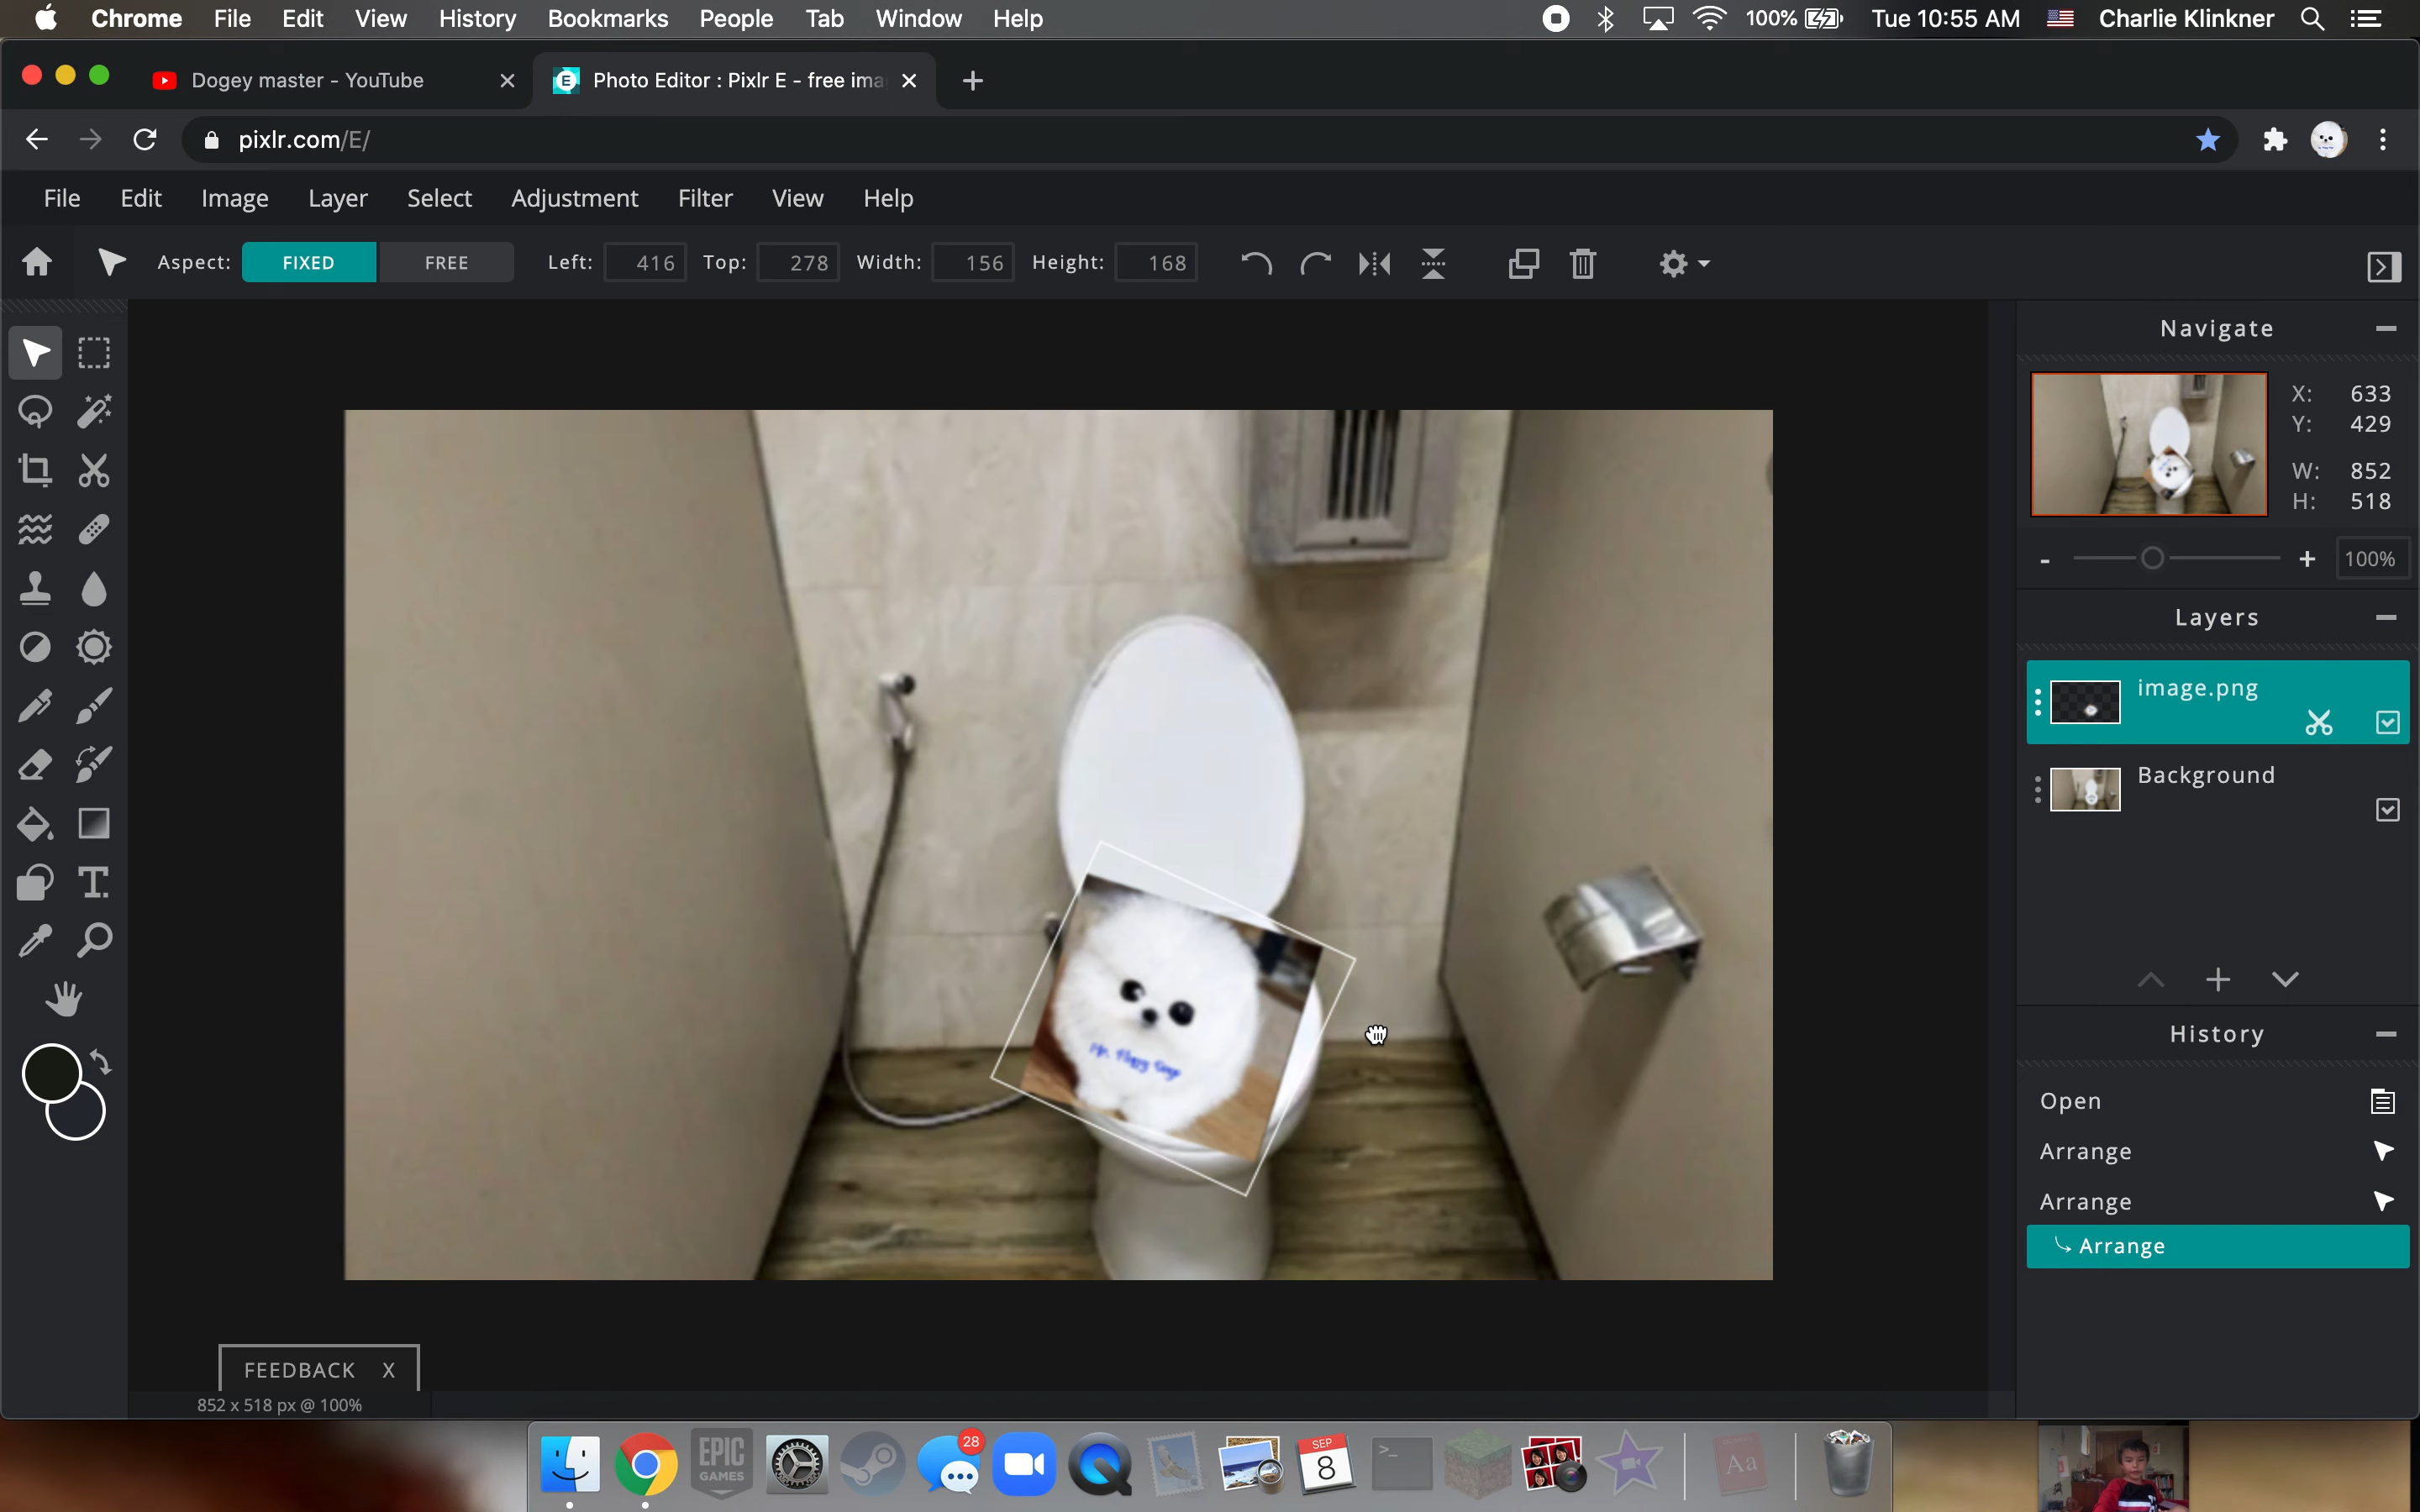 Chrome File Edit View History Bookmarks People Tab Window Help 100% Tue 10:55 AM Charlie Klinkner
Dogey master - YouTube Photo Editor : Pixlr E - free ima
pixlr.com/E/
File Edit Image Layer Select Adjustment Filter View Help
Aspect: FIXED FREE Left: 416 Top: 278 Width: 156 Height: 168
Navigate
X: 633
Y: 429
W: 852
H: 518
- + 100%
Layers
image.png
Background
Mr.
History
Open
Arrange
Arrange
Arrange
FEEDBACK X
852 x 518 px @ 100%
EPIC
GAMES
28
SEP
8
Aa